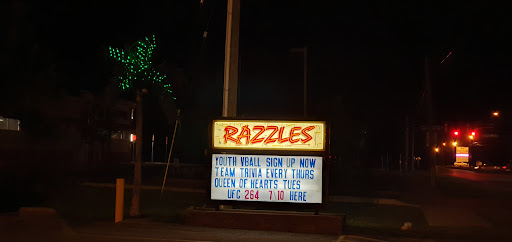 RAZZLES
YOUTH VBALL SIGN UP NOW
TEAM TRIVIA EVERY THURS
QUEEN OF HEARTS TUES
UFC 264 7 10 HERE